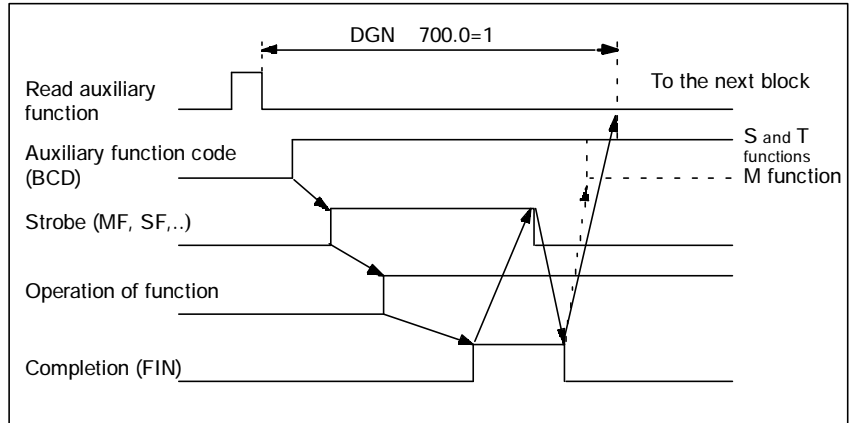 DGN 700.0=1
Read auxiliary
function
To the next block
Auxiliary function code
(BCD)
S and T
functions
M function
Strobe (MF, SF,..)
Operation of function
Completion (FIN)